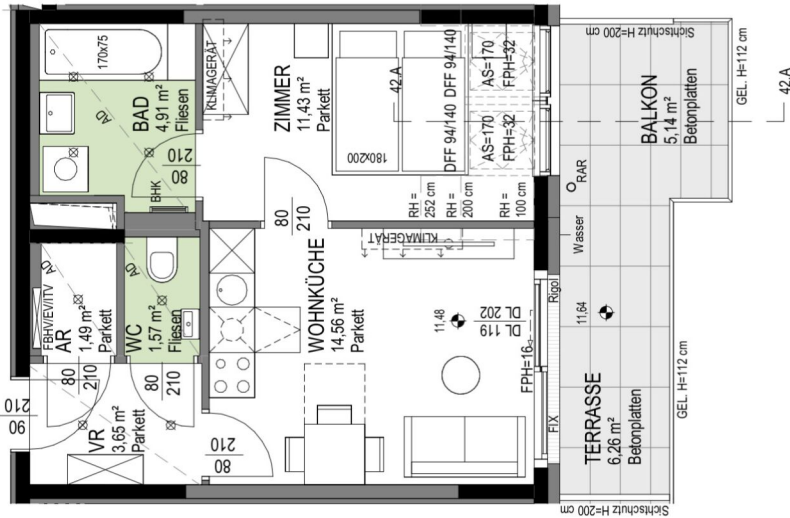 170x75
BAD
4,91 m²
Fliesen
AD
KLIMAGERÄT
80
210
BHK
ZIMMER
11,43 m²
Parkett
180x200
42.A
DFF 94/140
DFF 94/140
AS=170
FPH=32
AS=170
FPH=32
RH =
252 cm
RH =
200 cm
RH =
100 cm
80
210
Sichtschutz H=200 cm
BALKON
5,14 m²
Betonplatten
GEL. H=112 cm
42.A
RAR
Wasser
FBHV/EV/ITV
AR
1,49 m²
Parkett
AD
80
210
WC
1,57 m²
Fliesen
AD
80
210
90
210
VR
3,65 m²
Parkett
80
210
WOHNKÜCHE
14,56 m²
Parkett
KLIMAGERÄT
11,48
DL 119
DL 202
FPH=16
Rigol
FIX
11,64
TERRASSE
6,26 m²
Betonplatten
GEL. H=112 cm
Sichtschutz H=200 cm